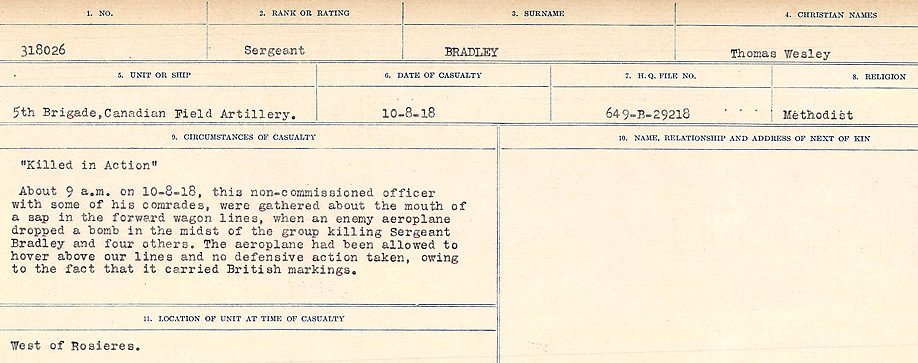 1. NO. 2. RANK OR RATING 3. SURNAME 4. CHRISTIAN NAMES
318026 Sergeant BRADLEY Thomas Wesley
5. UNIT OR SHIP 6. DATE OF CASUALTY 7. H.Q. FILE NO. 8. RELIGION
5th Brigade,Canadian Field Artillery. 10-8-18 649-B-29218 Methodist
9. CIRCUMSTANCES OF CASUALTY 10. NAME, RELATIONSHIP AND ADDRESS OF NEXT OF KIN
"Killed in Action"
About 9 a.m. on 10-8-18, this non-commissioned officer
with some of his comrades, were gathered about the mouth of
a sap in the forward wagon lines, when an enemy aeroplane
dropped a bomb in the midst of the group killing Sergeant
Bradley and four others. The aeroplane had been allowed to
hover above our lines and no defensive action taken, owing
to the fact that it carried British markings.
11. LOCATION OF UNIT AT TIME OF CASUALTY
West of Rosieres.